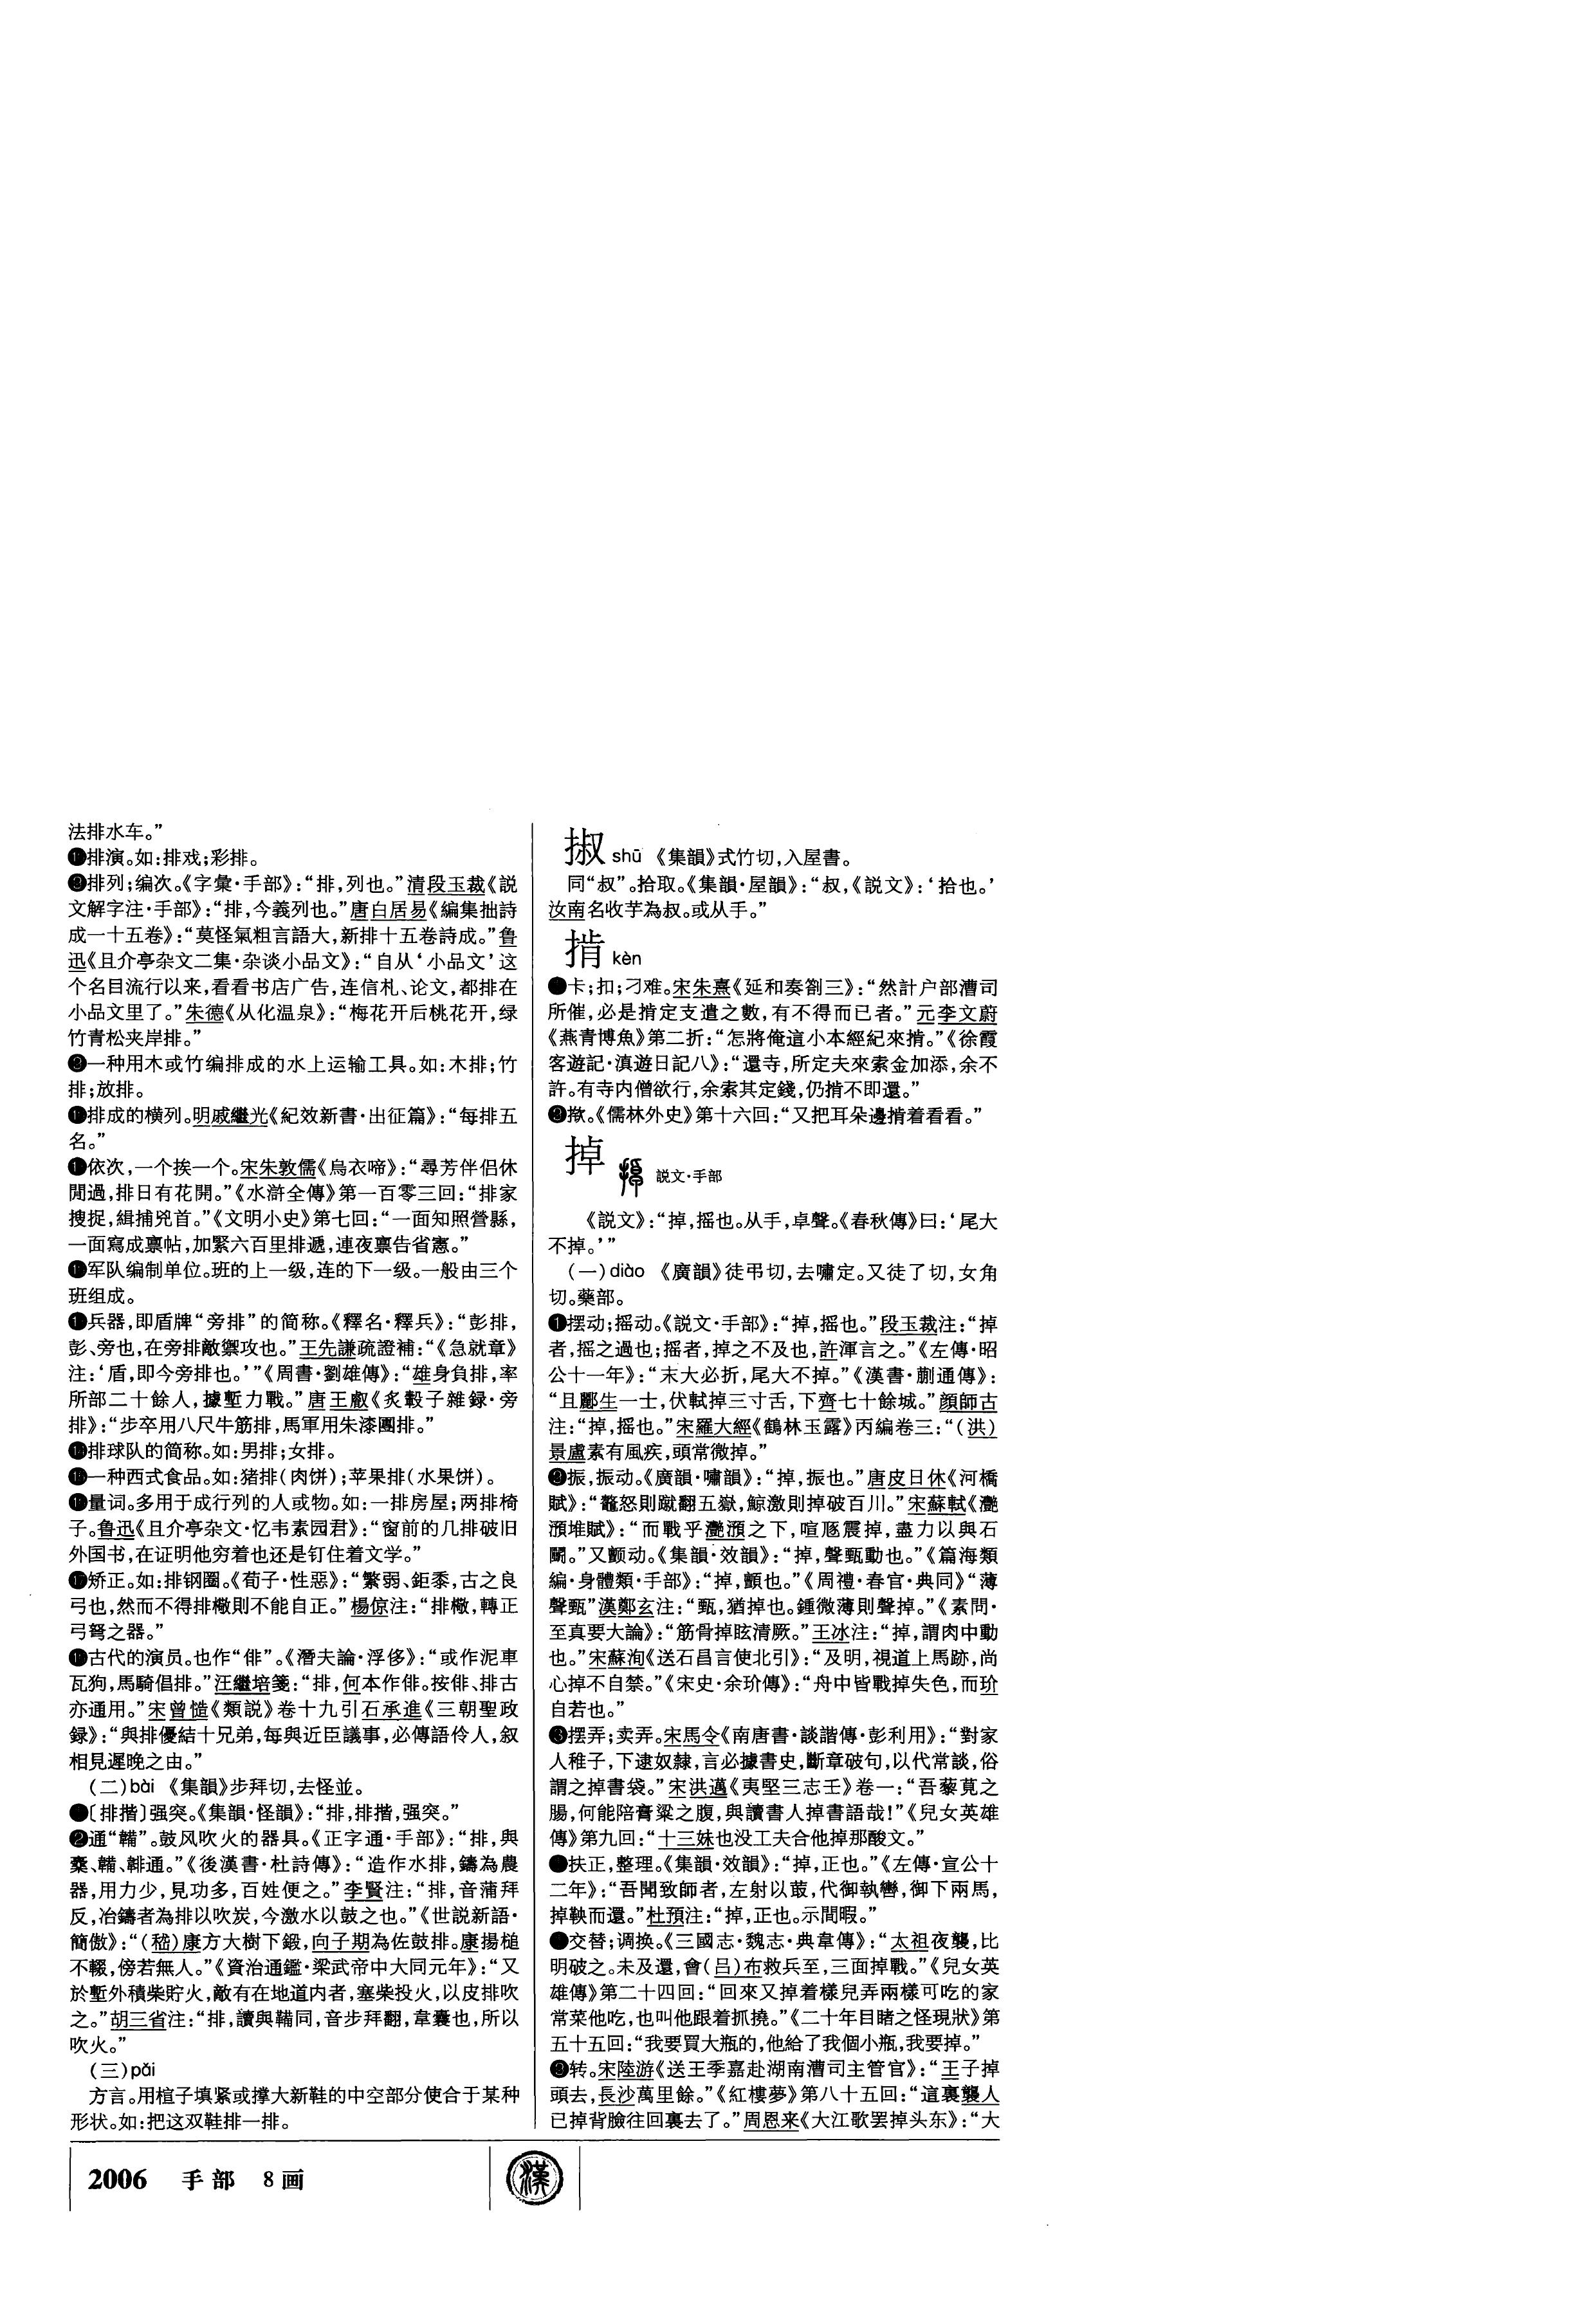 法排水车。”
排演。如:排戏;彩排。
排列;编次。《字彙·手部》:“排,列也。”清段玉裁《説
文解字注·手部》:“排,今義列也。”唐白居易《編集拙詩
成一十五卷》:“莫怪氣粗言語大,新排十五卷詩成。”鲁
迅《且介亭杂文二集·杂谈小品文》:“自从‘小品文’这
个名目流行以来,看看书店广告,连信札、论文,都排在
小品文里了。”朱德《从化温泉》:“梅花开后桃花开,绿
竹青松夹岸排。”
一种用木或竹编排成的水上运输工具。如:木排;竹
排;放排。
排成的横列。明戚繼光《紀效新書·出征篇》:“每排五
名。”
依次,一个挨一个。宋朱敦儒《烏衣啼》:“尋芳伴侣休
閒過,排日有花開。”《水滸全傳》第一百零三回:“排家
搜捉,緝捕兇首。”《文明小史》第七回:“一面知照營縣,
一面寫成禀帖,加緊六百里排遞,連夜禀告省憲。”
军队编制单位。班的上一级,连的下一级。一般由三个
班组成。
兵器,即盾牌“旁排”的简称。《釋名·釋兵》:“彭排,
彭、旁也,在旁排敵禦攻也。”王先謙疏證補:“《急就章》
注:‘盾,即今旁排也。’”《周書·劉雄傳》:“雄身負排,率
所部二十餘人,據塹力戰。”唐王叡《炙轂子雜録·旁
排》:“步卒用八尺牛筋排,馬軍用朱漆團排。”
排球队的简称。如:男排;女排。
一种西式食品。如:猪排(肉饼);苹果排(水果饼)。
量词。多用于成行列的人或物。如:一排房屋;两排椅
子。鲁迅《且介亭杂文·忆韦素园君》:“窗前的几排破旧
外国书,在证明他穷着也还是钉住着文学。”
矫正。如:排钢圈。《荀子·性惡》:“繁弱、鉅黍,古之良
弓也,然而不得排檠則不能自正。”楊倞注:“排檠,轉正
弓弩之器。”
古代的演员。也作“俳”。《潛夫論·浮侈》:“或作泥車
瓦狗,馬騎倡排。”汪繼培箋:“排,何本作俳。按俳、排古
亦通用。”宋曾慥《類説》卷十九引石承進《三朝聖政
録》:“與排優結十兄弟,每與近臣議事,必傳語伶人,叙
相見遲晚之由。”
(二)bài 《集韻》步拜切,去怪並。
〔排揩〕强突。《集韻·怪韻》:“排,排揩,强突。”
❷通“韛”。鼓风吹火的器具。《正字通·手部》:“排,與
橐、韛、䩀通。”《後漢書·杜詩傳》:“造作水排,鑄為農
器,用力少,見功多,百姓便之。”李賢注:“排,音蒲拜
反,冶鑄者為排以吹炭,今激水以鼓之也。”《世説新語·
簡傲》:“(嵇)康方大樹下鍛,向子期為佐鼓排。康揚槌
不輟,傍若無人。”《資治通鑑·梁武帝中大同元年》:“又
於塹外積柴貯火,敵有在地道内者,塞柴投火,以皮排吹
之。”胡三省注:“排,讀與韛同,音步拜翻,韋囊也,所以
吹火。”
(三)pǎi
方言。用楦子填紧或撑大新鞋的中空部分使合于某种
形状。如:把这双鞋排一排。
掓 shū 《集韻》式竹切,入屋書。
同“叔”。拾取。《集韻·屋韻》:“叔,《説文》:‘拾也。’
汝南名收芋為叔。或从手。”
掯 kèn
卡;扣;刁难。宋朱熹《延和奏劄三》:“然計户部漕司
所催,必是掯定支遣之數,有不得而已者。”元李文蔚
《燕青博魚》第二折:“怎將俺這小本經紀來掯。”《徐霞
客遊記·滇遊日記八》:“還寺,所定夫來索金加添,余不
許。有寺内僧欲行,余索其定錢,仍掯不即還。”
❷揿。《儒林外史》第十六回:“又把耳朵邊掯着看看。”
掉 説文·手部
《説文》:“掉,摇也。从手,卓聲。《春秋傳》曰:‘尾大
不掉。’”
(一)diào 《廣韻》徒弔切,去嘯定。又徒了切,女角
切。藥部。
❶摆动;摇动。《説文·手部》:“掉,摇也。”段玉裁注:“掉
者,摇之過也;摇者,掉之不及也,許渾言之。”《左傳·昭
公十一年》:“末大必折,尾大不掉。”《漢書·蒯通傳》:
“且酈生一士,伏軾掉三寸舌,下齊七十餘城。”顔師古
注:“掉,摇也。”宋羅大經《鶴林玉露》丙編卷三:“(洪)
景盧素有風疾,頭常微掉。”
❷振,振动。《廣韻·嘯韻》:“掉,振也。”唐皮日休《河橋
賦》:“鼇怒則蹴翻五嶽,鯨激則掉破百川。”宋蘇軾《灔
澦堆賦》:“而戰乎灔澦之下,喧豗震掉,盡力以與石
鬭。”又颤动。《集韻·效韻》:“掉,聲甄動也。”《篇海類
編·身體類·手部》:“掉,顫也。”《周禮·春官·典同》“薄
聲甄”漢鄭玄注:“甄,猶掉也。鍾微薄則聲掉。”《素問·
至真要大論》:“筋骨掉眩清厥。”王冰注:“掉,謂肉中動
也。”宋蘇洵《送石昌言使北引》:“及明,視道上馬跡,尚
心掉不自禁。”《宋史·余玠傳》:“舟中皆戰掉失色,而玠
自若也。”
❸摆弄;卖弄。宋馬令《南唐書·談諧傳·彭利用》:“對家
人稚子,下逮奴隸,言必據書史,斷章破句,以代常談,俗
謂之掉書袋。”宋洪邁《夷堅三志壬》卷一:“吾藜莧之
腸,何能陪膏粱之腹,與讀書人掉書語哉!”《兒女英雄
傳》第九回:“十三妹也没工夫合他掉那酸文。”
扶正,整理。《集韻·效韻》:“掉,正也。”《左傳·宣公十
二年》:“吾聞致師者,左射以菆,代御執轡,御下兩馬,
掉鞅而還。”杜預注:“掉,正也。示閒暇。”
交替;调换。《三國志·魏志·典韋傳》:“太祖夜襲,比
明破之。未及還,會(吕)布救兵至,三面掉戰。”《兒女英
雄傳》第二十四回:“回來又掉着樣兒弄兩樣可吃的家
常菜他吃,也叫他跟着抓撓。”《二十年目睹之怪現狀》第
五十五回:“我要買大瓶的,他給了我個小瓶,我要掉。”
转。宋陸游《送王季嘉赴湖南漕司主管官》:“王子掉
頭去,長沙萬里餘。”《紅樓夢》第八十五回:“這裏襲人
已掉背臉往回裏去了。”周恩来《大江歌罢掉头东》:“大
2006 手部 8画
漢